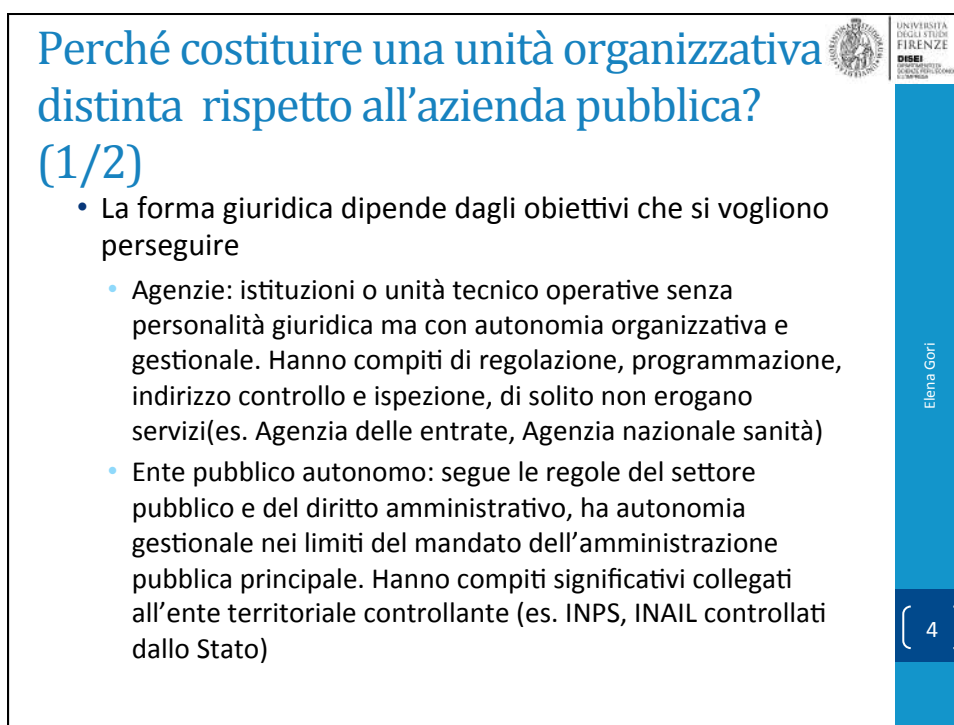 Perché costituire una unità organizzativa
distinta  rispetto all'azienda pubblica?
(1/2)
UNIVERSITÀ
DEGLI STUDI
FIRENZE
DISEI
• La forma giuridica dipende dagli obiettivi che si vogliono
perseguire
• Agenzie: istituzioni o unità tecnico operative senza
personalità giuridica ma con autonomia organizzativa e
gestionale. Hanno compiti di regolazione, programmazione,
indirizzo controllo e ispezione, di solito non erogano
servizi(es. Agenzia delle entrate, Agenzia nazionale sanità)
• Ente pubblico autonomo: segue le regole del settore
pubblico e del diritto amministrativo, ha autonomia
gestionale nei limiti del mandato dell'amministrazione
pubblica principale. Hanno compiti significativi collegati
all'ente territoriale controllante (es. INPS, INAIL controllati
dallo Stato)
Elena Gori
4